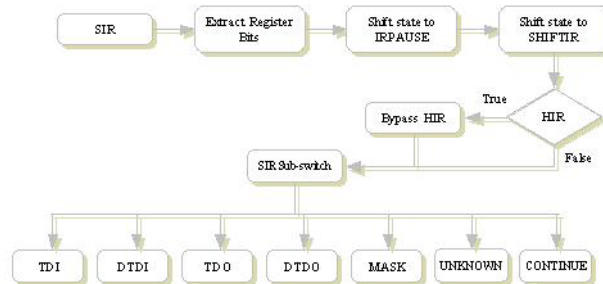 SIR
Extract Register
Bits
Shift state to
IRPAUSE
Shift state to
SHIFTIR
True
HIR
Bypass HIR
False
SIR Sub-switch
TDI
DTDI
TDO
DTDO
MASK
UNKNOWN
CONTINUE